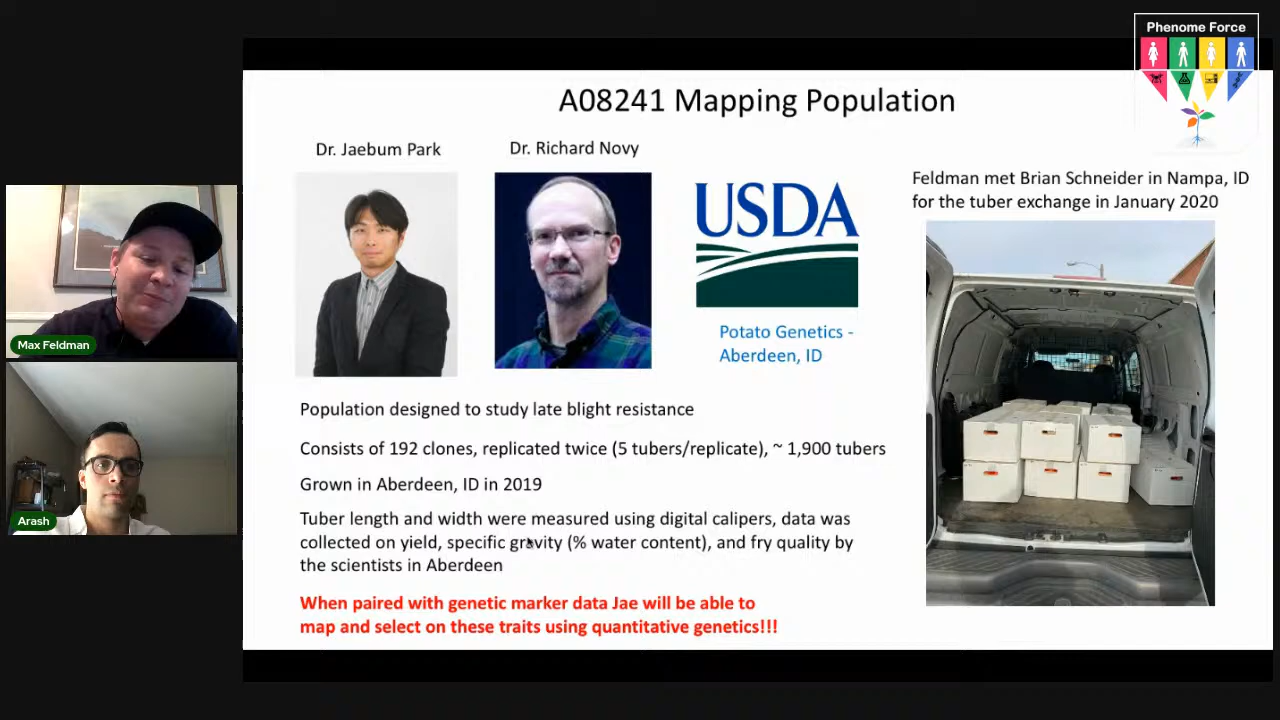 Phenome Force
A08241 Mapping Population
Dr. Jaebum Park
Dr. Richard Novy
USDA
Potato Genetics -
Aberdeen, ID
Feldman met Brian Schneider in Nampa, ID
for the tuber exchange in January 2020
Max Feldman
Arash
Population designed to study late blight resistance
Consists of 192 clones, replicated twice (5 tubers/replicate), ~ 1,900 tubers
Grown in Aberdeen, ID in 2019
Tuber length and width were measured using digital calipers, data was
collected on yield, specific gravity (% water content), and fry quality by
the scientists in Aberdeen
When paired with genetic marker data Jae will be able to
map and select on these traits using quantitative genetics!!!